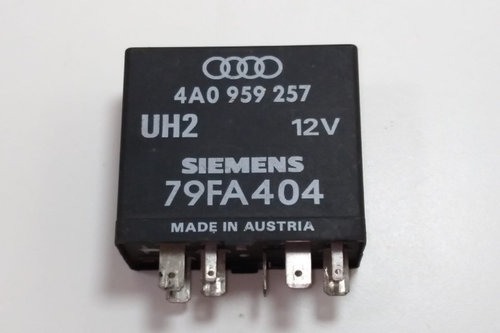 4A0 959 257
UH2 12V
SIEMENS
79FA404
MADE IN AUSTRIA